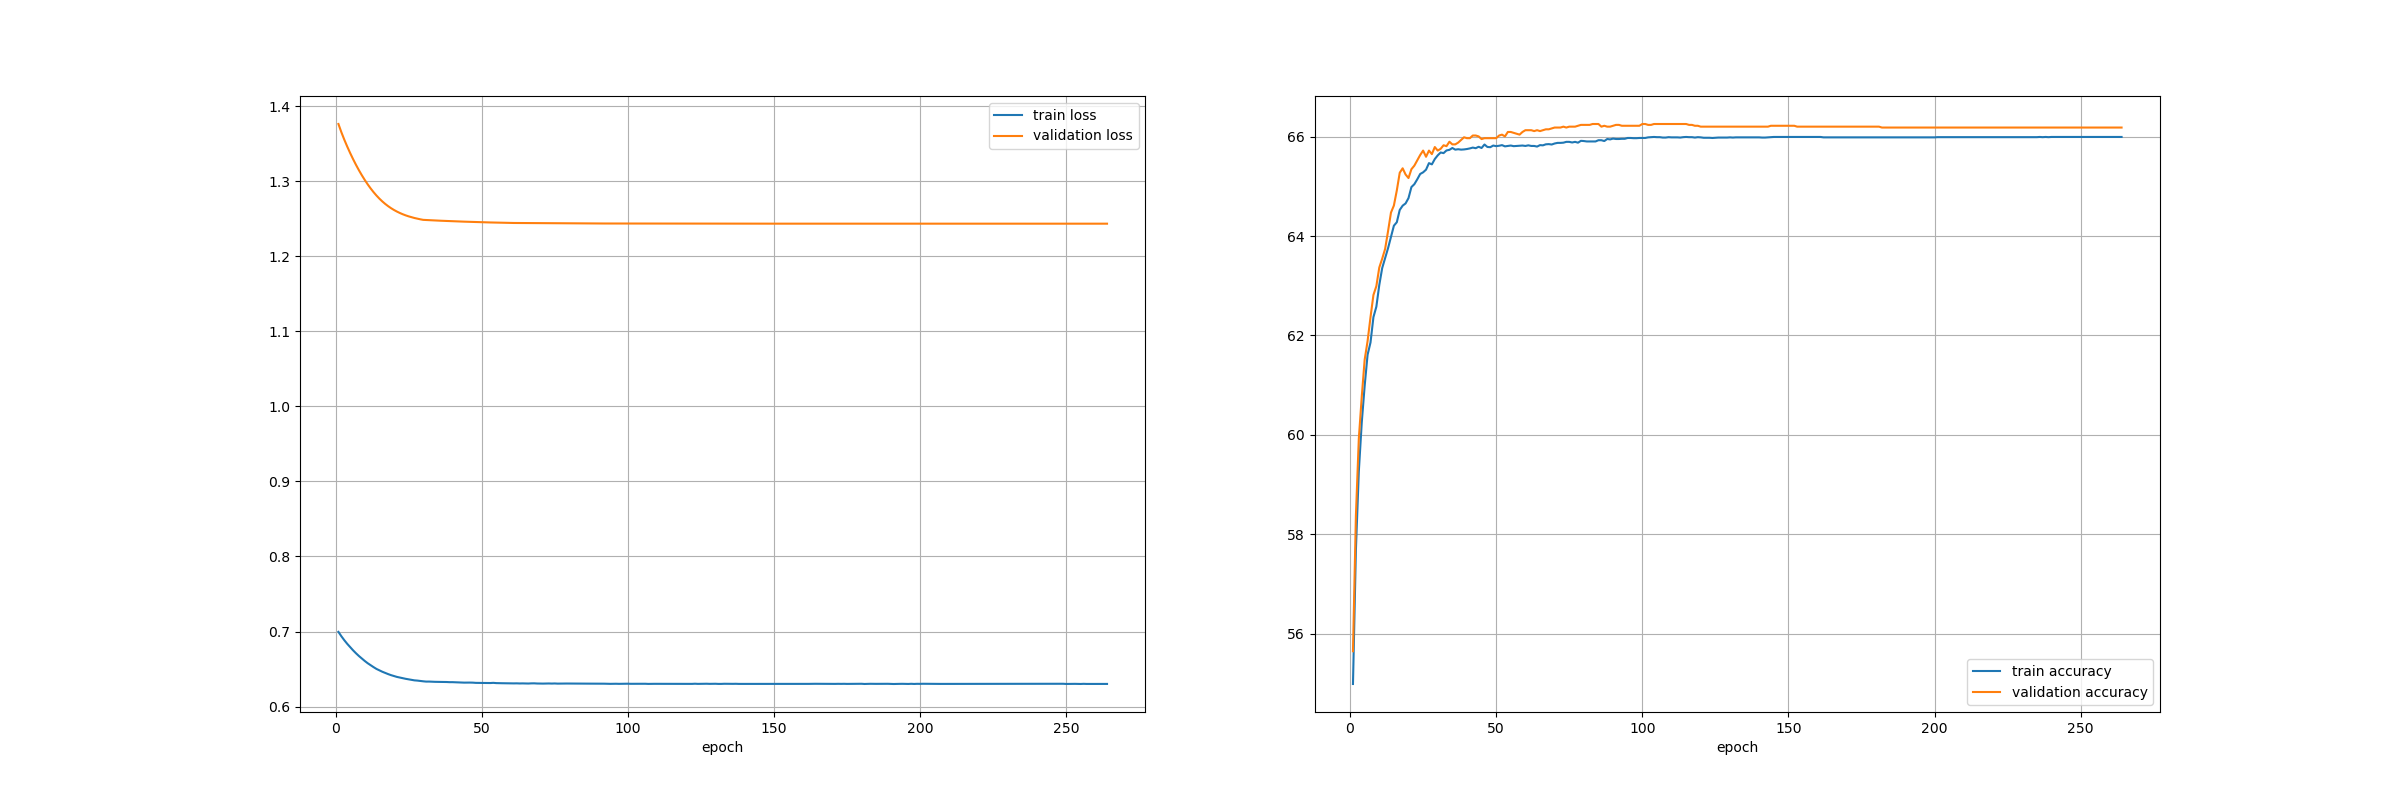 1.4
1.3
1.2
1.1
1.0
0.9
0.8
0.7
0.6
0 50 100 150 200 250
epoch
train loss
validation loss
66
64
62
60
58
56
0 50 100 150 200 250
epoch
train accuracy
validation accuracy